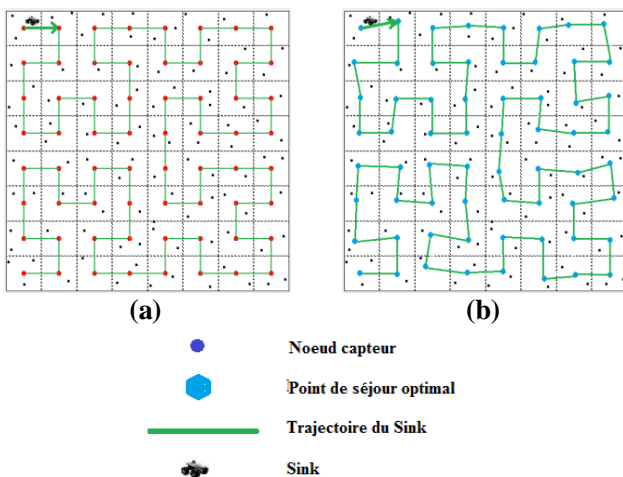 (a) (b)
Noeud capteur
Point de séjour optimal
Trajectoire du Sink
Sink